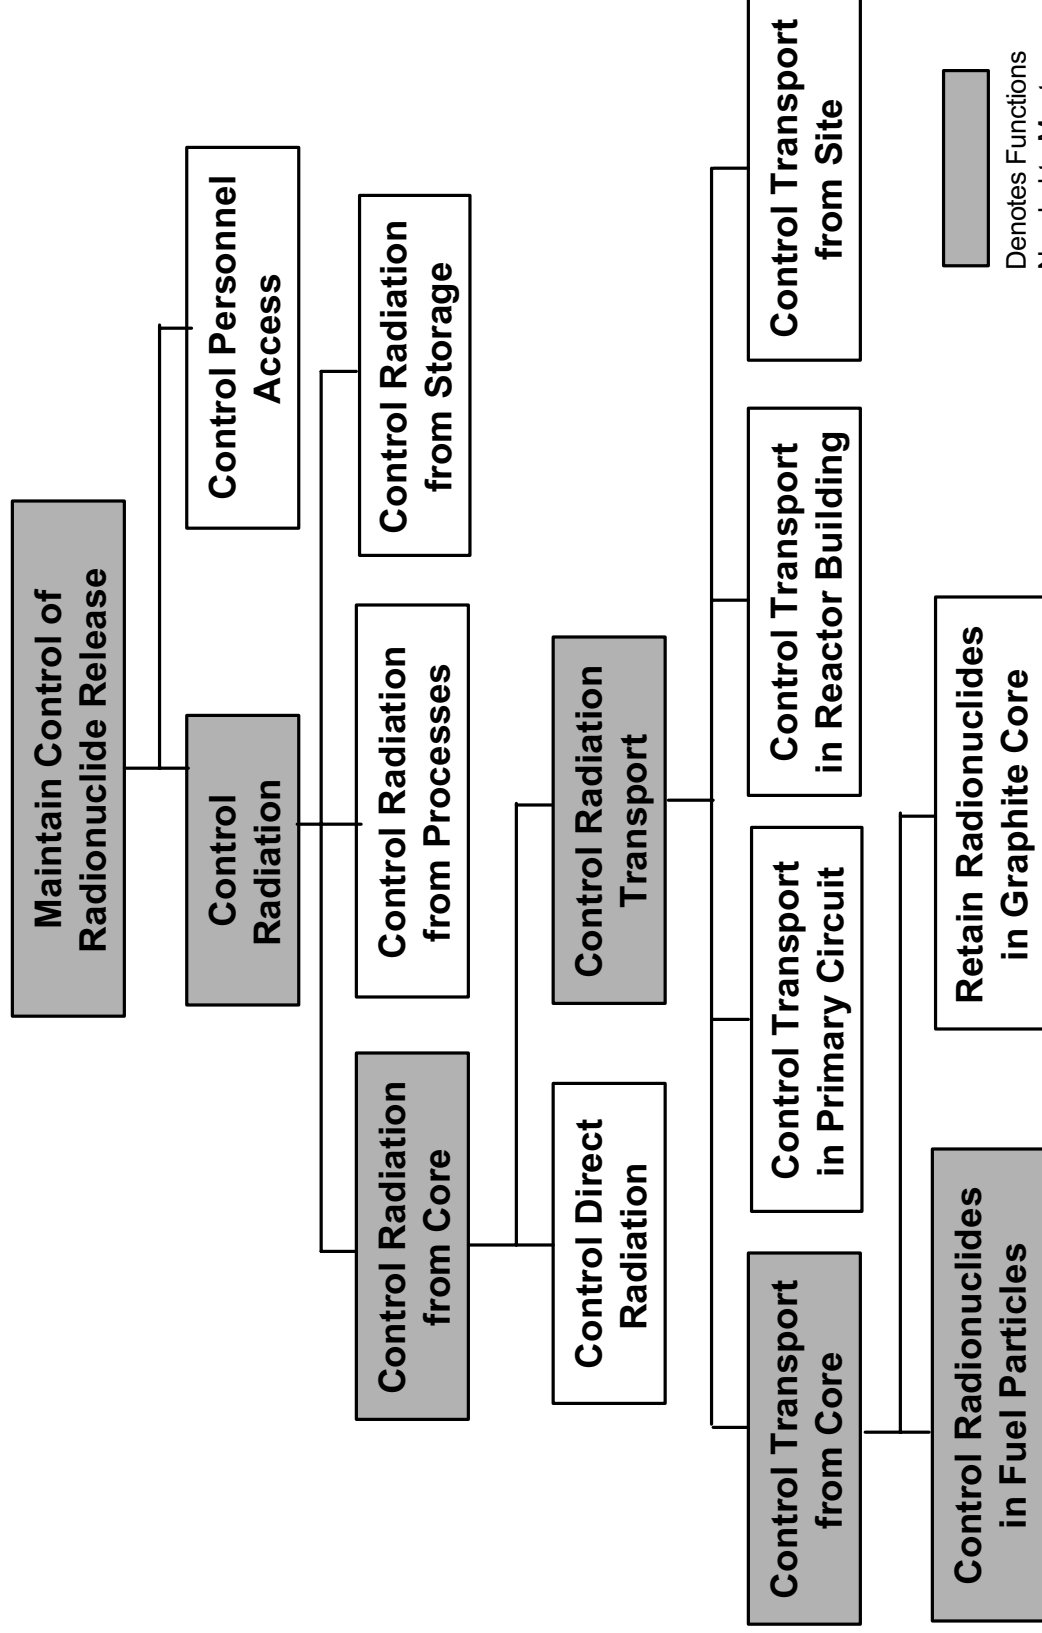 Maintain Control of
Radionuclide Release
Control
Radiation
Control Personnel
Access
Control Radiation
from Core
Control Radiation
from Processes
Control Radiation
from Storage
Control Direct
Radiation
Control Radiation
Transport
Control Transport
from Core
Control Transport
in Primary Circuit
Control Transport
in Reactor Building
Control Transport
from Site
Control Radionuclides
in Fuel Particles
Retain Radionuclides
in Graphite Core
Denotes Functions